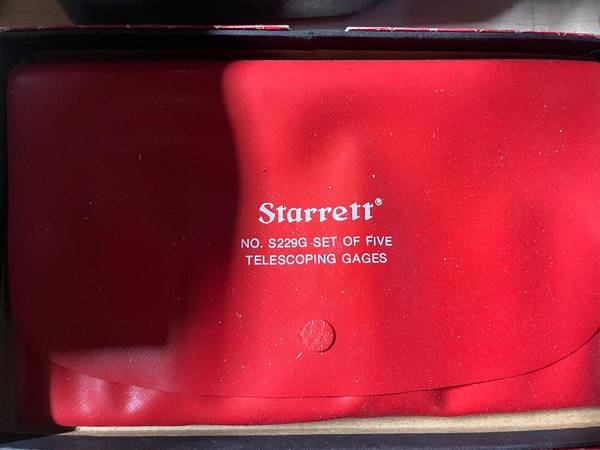 Starrett®
NO. S229G SET OF FIVE
TELESCOPING GAGES